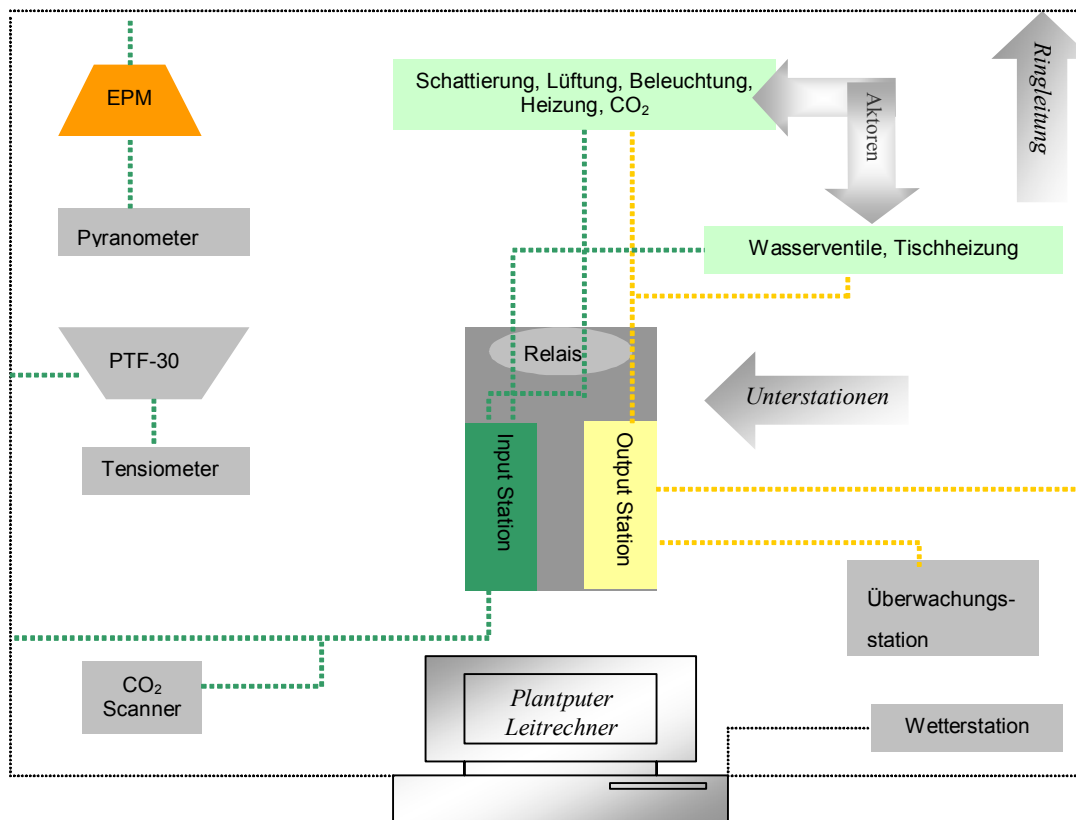 EPM
Schattierung, Lüftung, Beleuchtung,
Heizung, CO₂
Aktoren
Ringleitung
Pyranometer
Wasserventile, Tischheizung
PTF-30
Relais
Unterstationen
Tensiometer
Input Station
Output Station
Überwachungs-
station
CO₂
Scanner
Plantputer
Leitrechner
Wetterstation